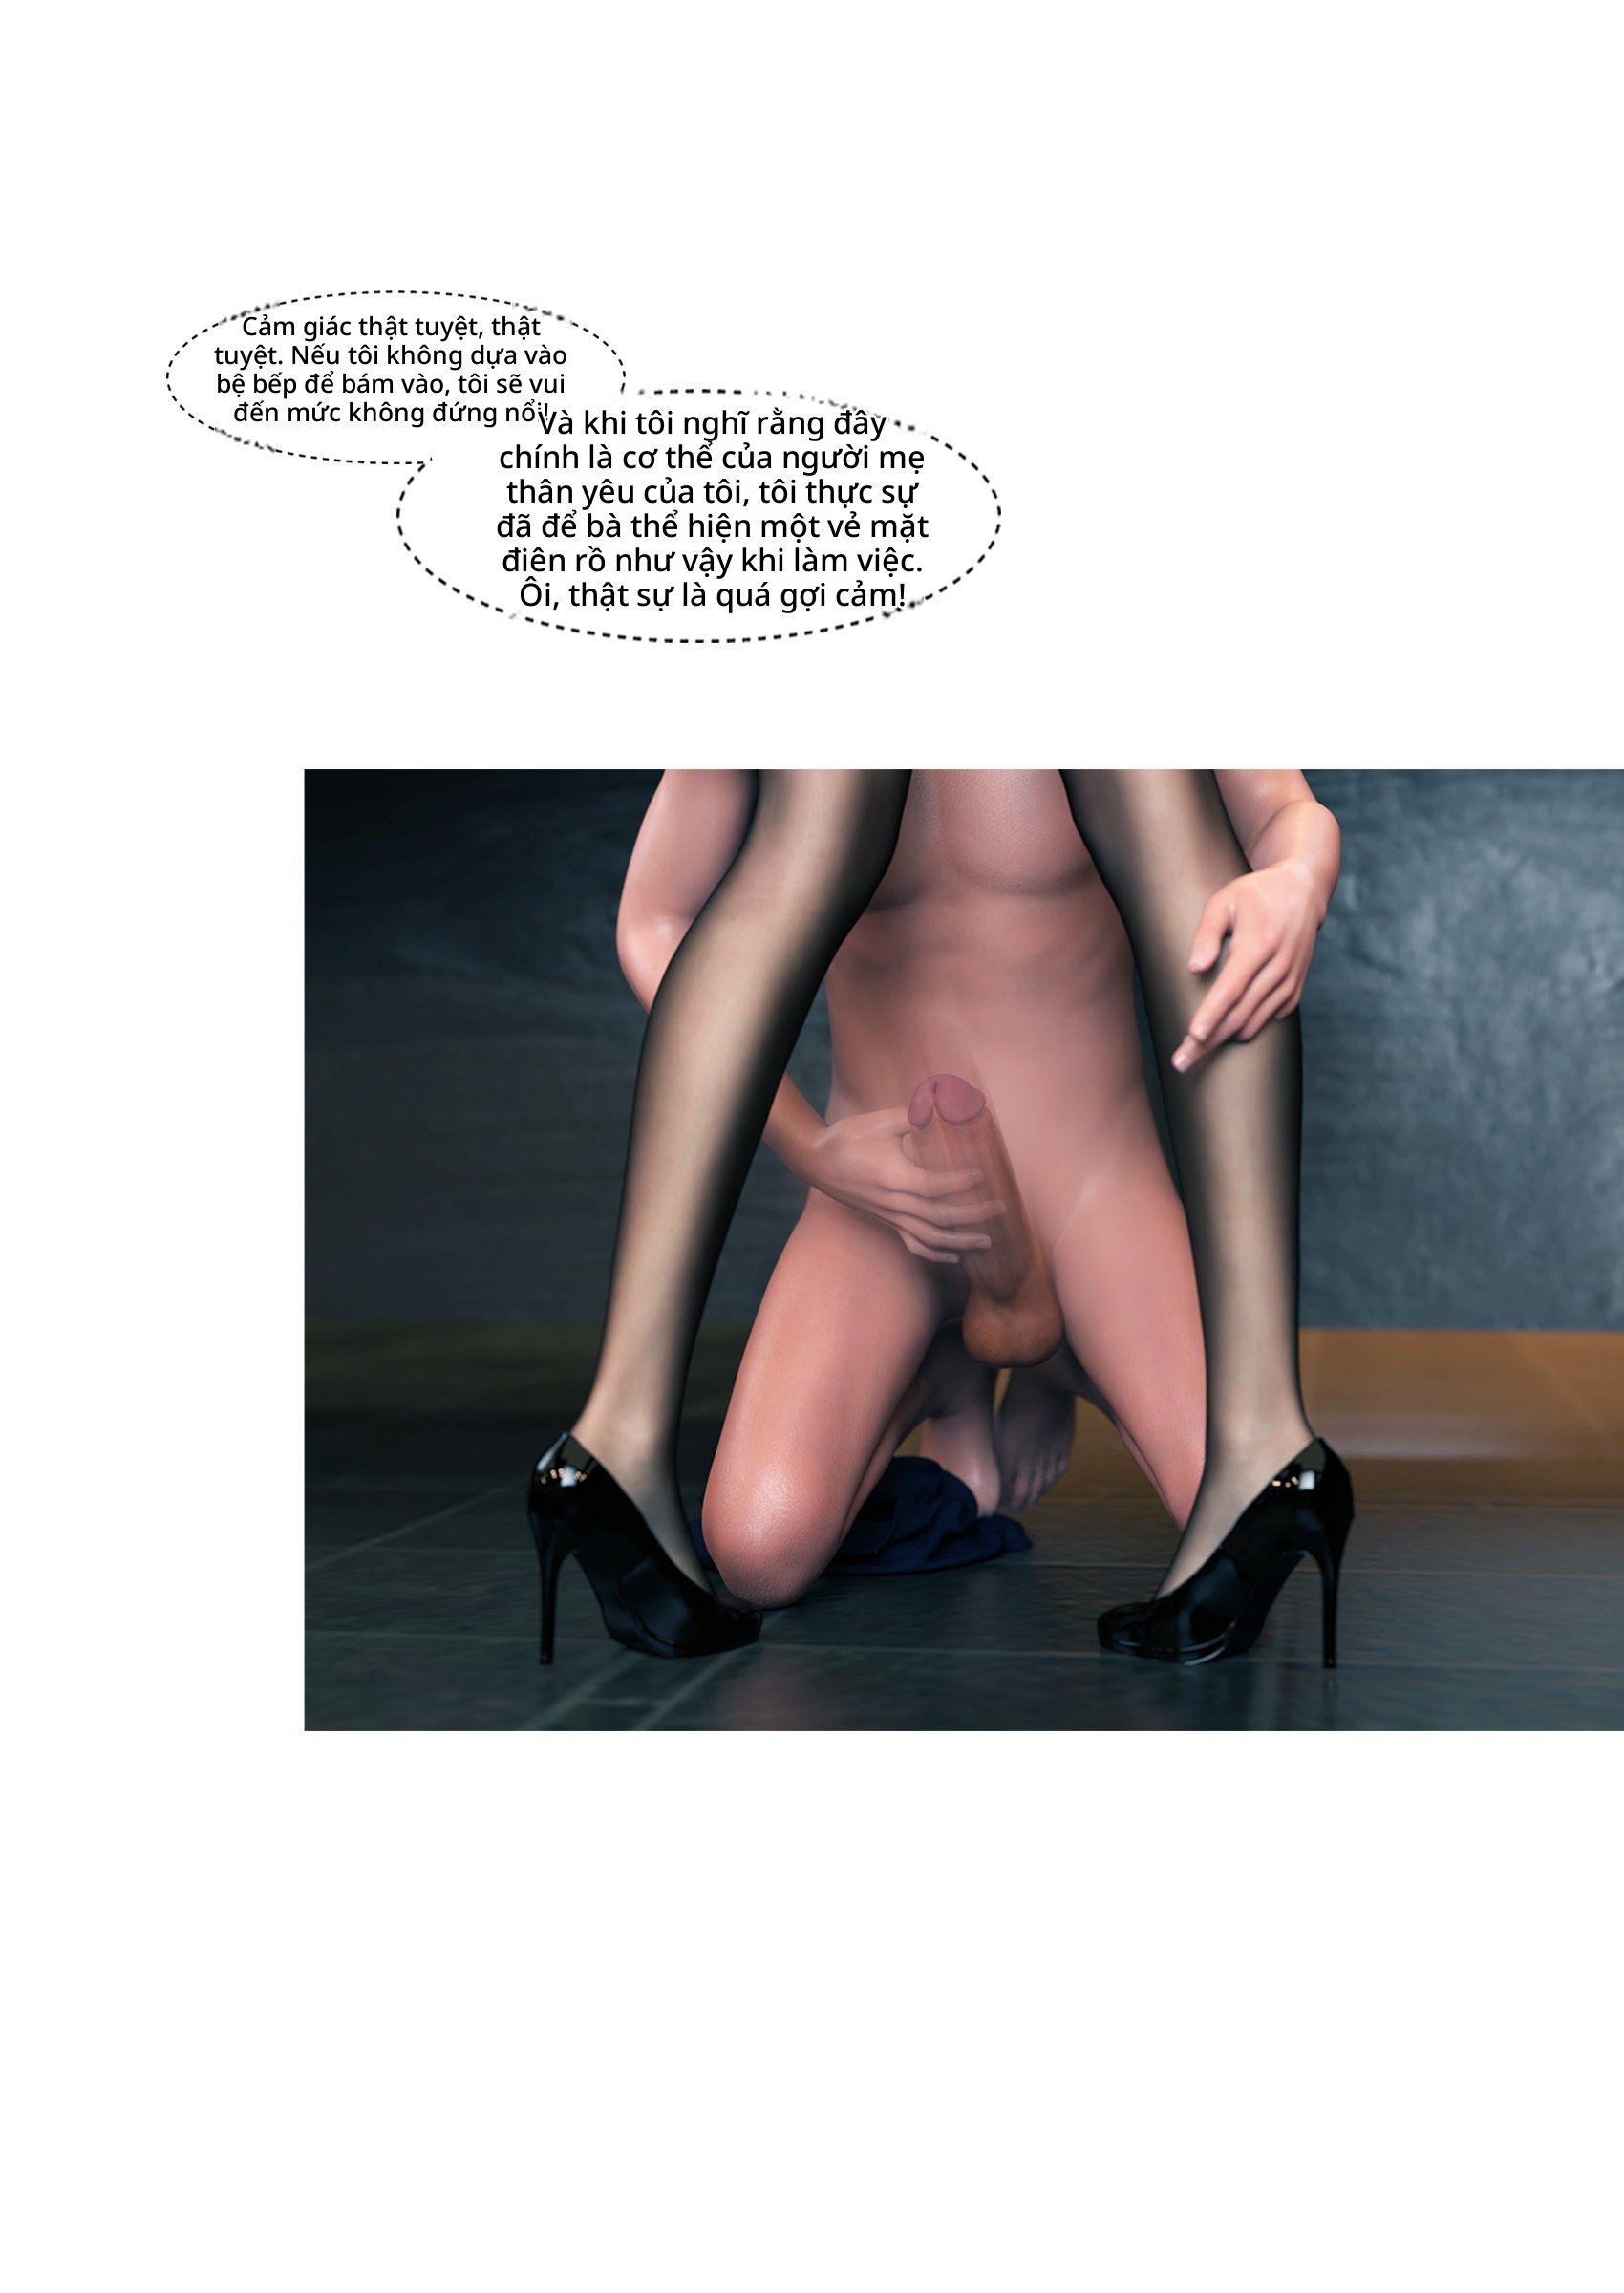 Cảm giác thật tuyệt, thật
tuyệt. Nếu tôi không dựa vào
bệ bếp để bám vào, tôi sẽ vui
đến mức không đứng nổi!
Và khi tôi nghĩ rằng đây
chính là cơ thể của người mẹ
thân yêu của tôi, tôi thực sự
đã để bà thể hiện một vẻ mặt
điên rồ như vậy khi làm việc.
Ôi, thật sự là quá gợi cảm!